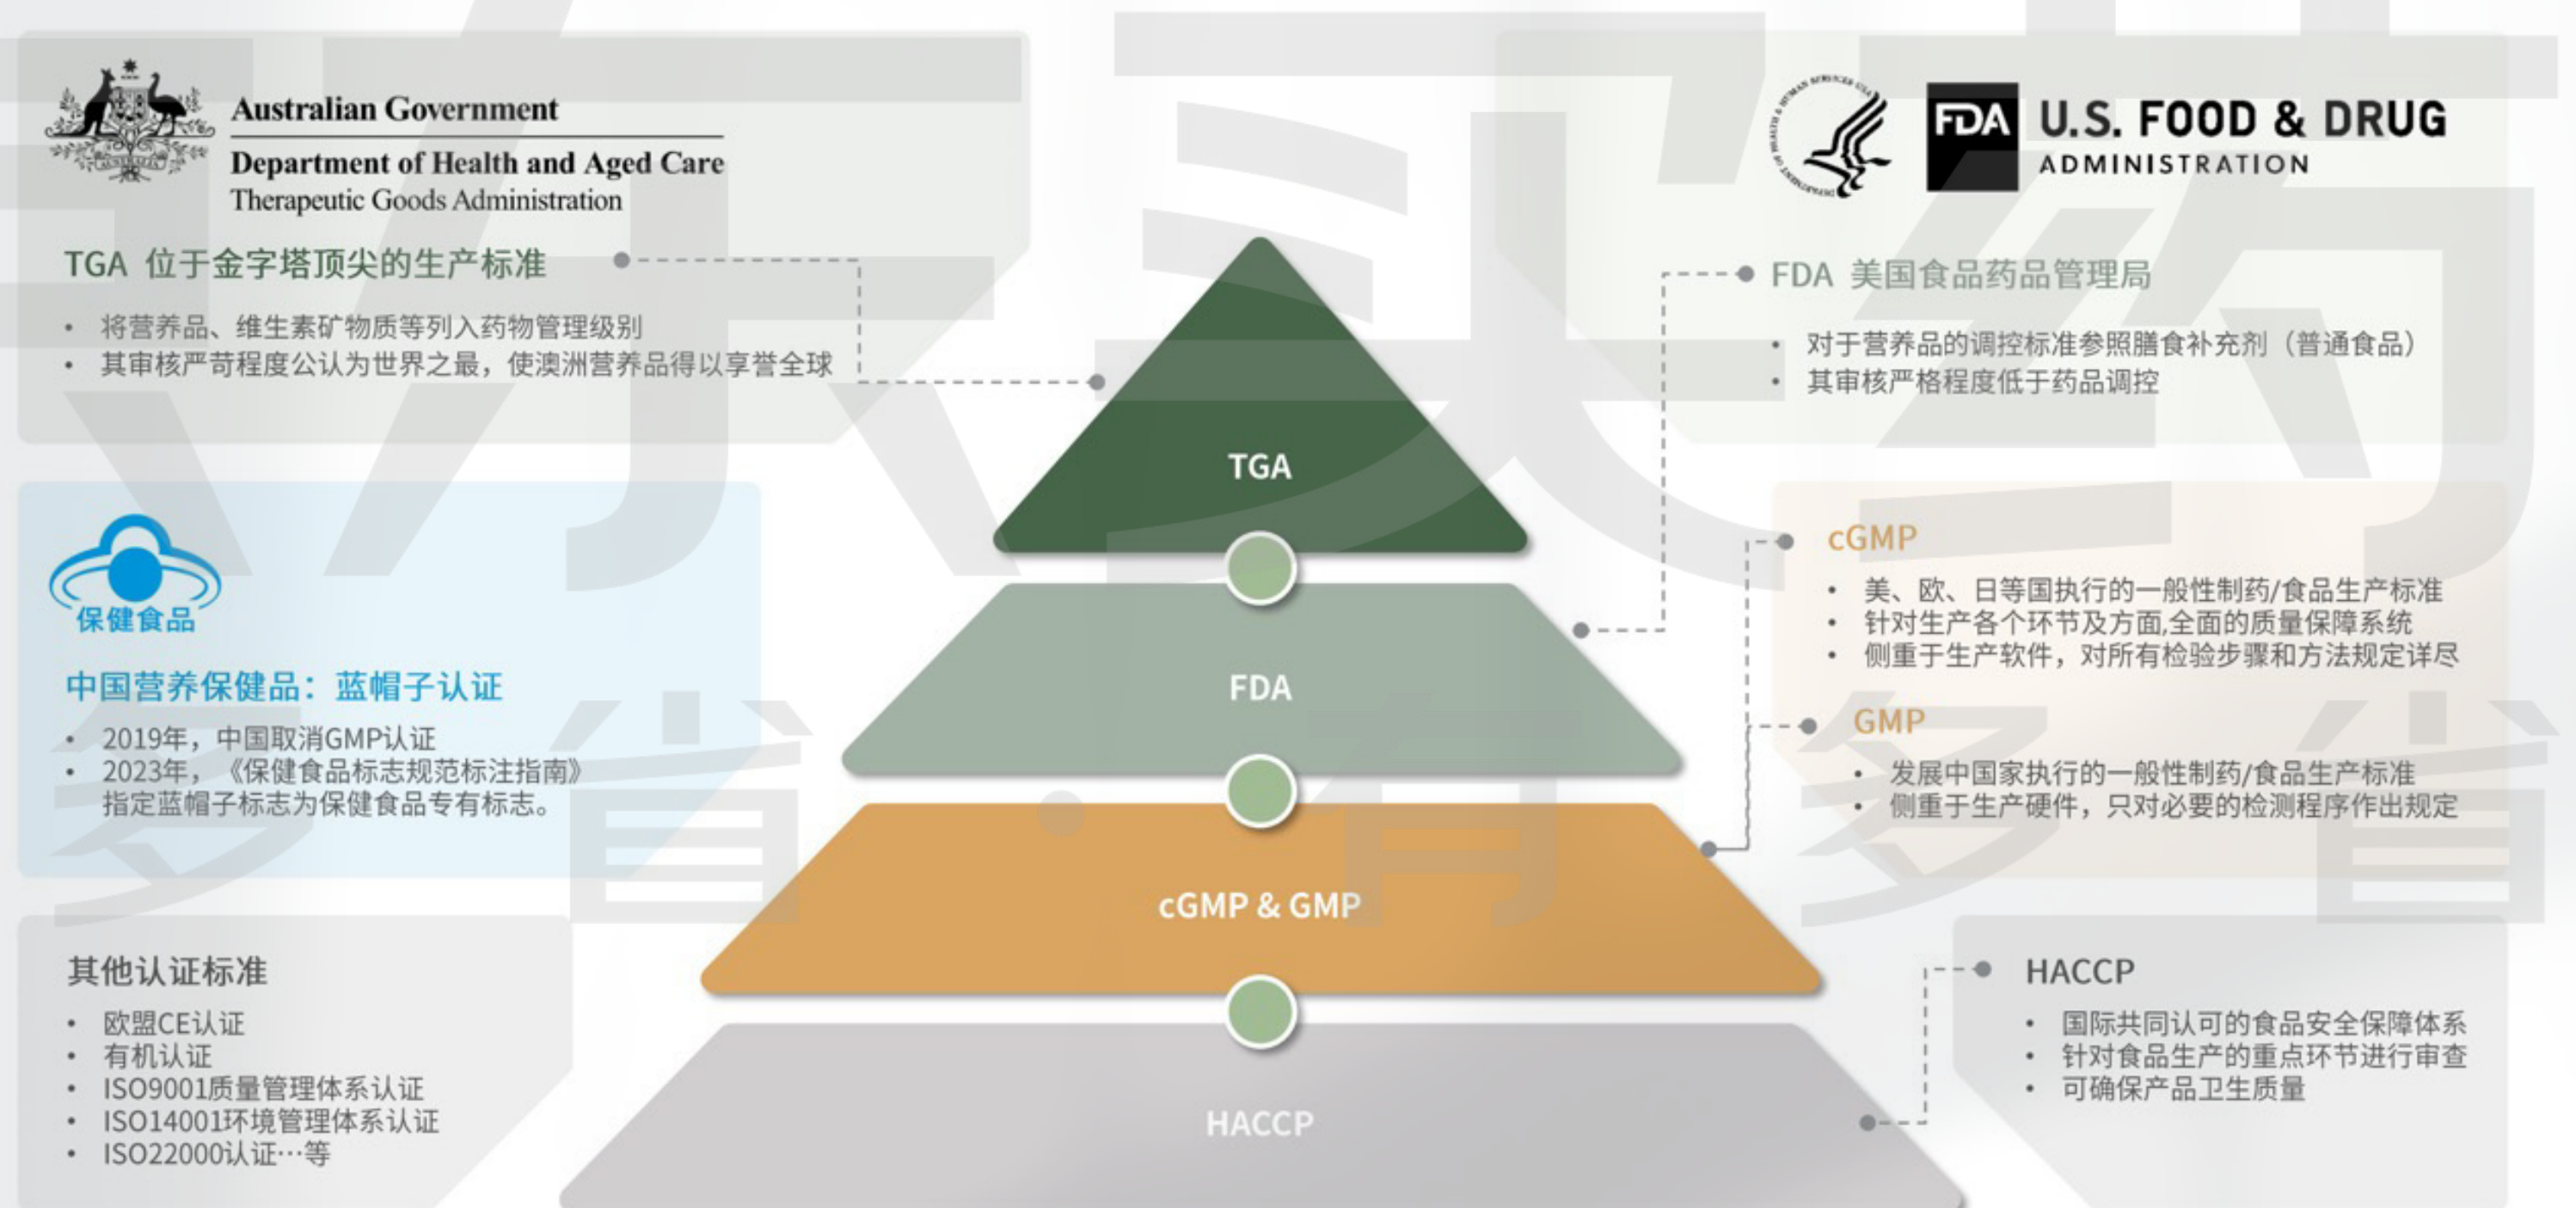 Australian Government
Department of Health and Aged Care
Therapeutic Goods Administration
TGA 位于金字塔顶尖的生产标准
• 将营养品、维生素矿物质等列入药物管理级别
• 其审核严苛程度公认为世界之最，使澳洲营养品得以享誉全球
FDA
U.S. FOOD & DRUG
ADMINISTRATION
FDA 美国食品药品管理局
• 对于营养品的调控标准参照膳食补充剂（普通食品）
• 其审核严格程度低于药品调控
保健食品
中国营养保健品：蓝帽子认证
• 2019年，中国取消GMP认证
• 2023年，《保健食品标志规范标注指南》
指定蓝帽子标志为保健食品专有标志。
其他认证标准
• 欧盟CE认证
• 有机认证
• ISO9001质量管理体系认证
• ISO14001环境管理体系认证
• ISO22000认证…等
TGA
FDA
cGMP & GMP
HACCP
cGMP
• 美、欧、日等国执行的一般性制药/食品生产标准
• 针对生产各个环节及方面,全面的质量保障系统
• 侧重于生产软件，对所有检验步骤和方法规定详尽
GMP
• 发展中国家执行的一般性制药/食品生产标准
• 侧重于生产硬件，只对必要的检测程序作出规定
HACCP
• 国际共同认可的食品安全保障体系
• 针对食品生产的重点环节进行审查
• 可确保产品卫生质量
多省·有多省